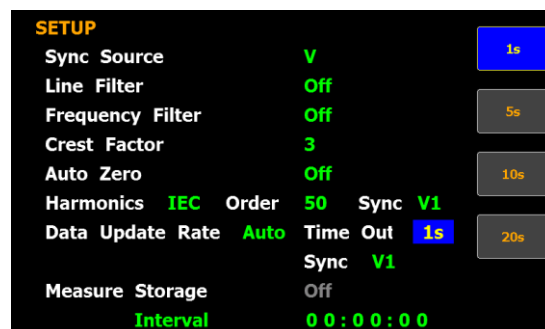 SETUP
Sync Source V
Line Filter Off
Frequency Filter Off
Crest Factor 3
Auto Zero Off
Harmonics IEC Order 50 Sync V1
Data Update Rate Auto Time Out 1s
Sync V1
Measure Storage Off
Interval 00:00:00
1s
5s
10s
20s